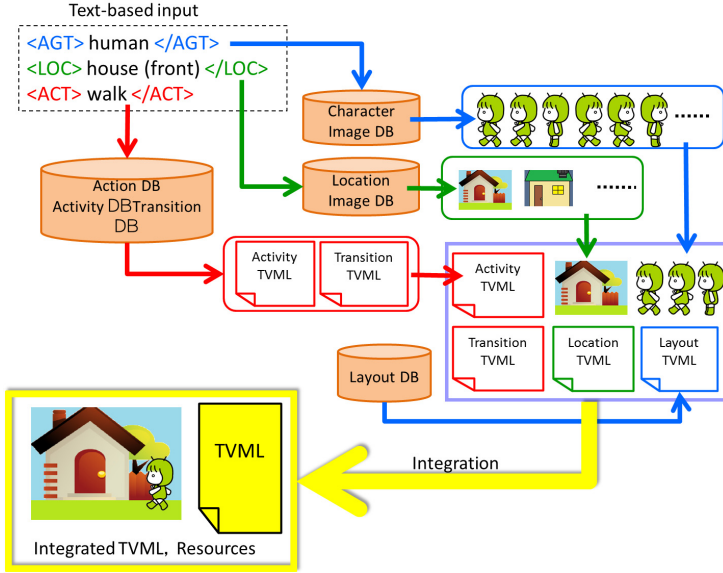 Text-based input
<AGT> human </AGT>
<LOC> house (front) </LOC>
<ACT> walk </ACT>
Character
Image DB
Action DB
Activity DBTransition
DB
Location
Image DB
Activity
TVML
Transition
TVML
Activity
TVML
Transition
TVML
Location
TVML
Layout
TVML
Layout DB
Integration
TVML
Integrated TVML, Resources